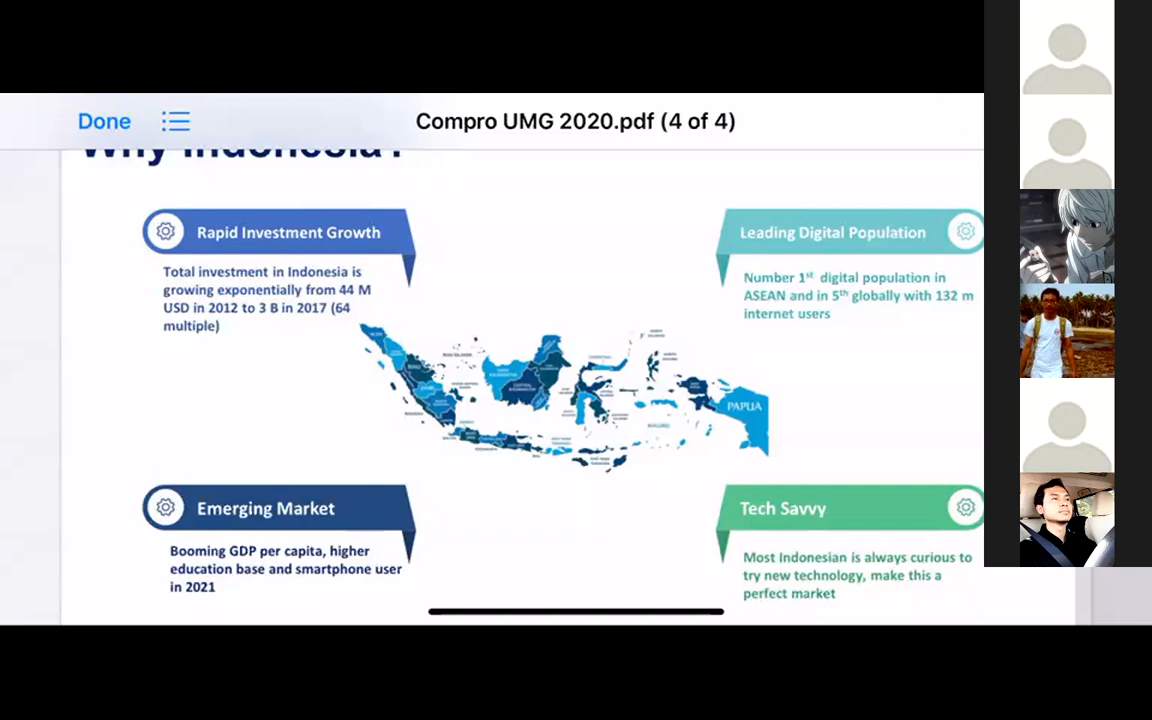 Done
Compro UMG 2020.pdf (4 of 4)
Why Indonesia?
Rapid Investment Growth
Total investment in Indonesia is
growing exponentially from 44 M
USD in 2012 to 3 B in 2017 (64
multiple)
Leading Digital Population
Number 1st digital population in
ASEAN and in 5th globally with 132 m
internet users
PAPUA
MALUKU
RIAU
Emerging Market
Booming GDP per capita, higher
education base and smartphone user
in 2021
Tech Savvy
Most Indonesian is always curious to
try new technology, make this a
perfect market